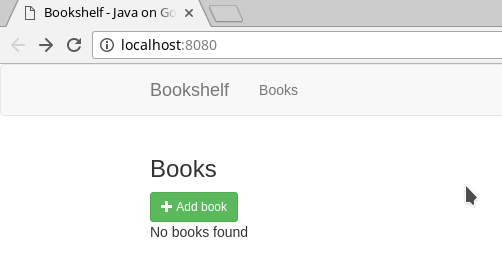 Bookshelf - Java on Go
localhost:8080
Bookshelf Books
Books
+ Add book
No books found